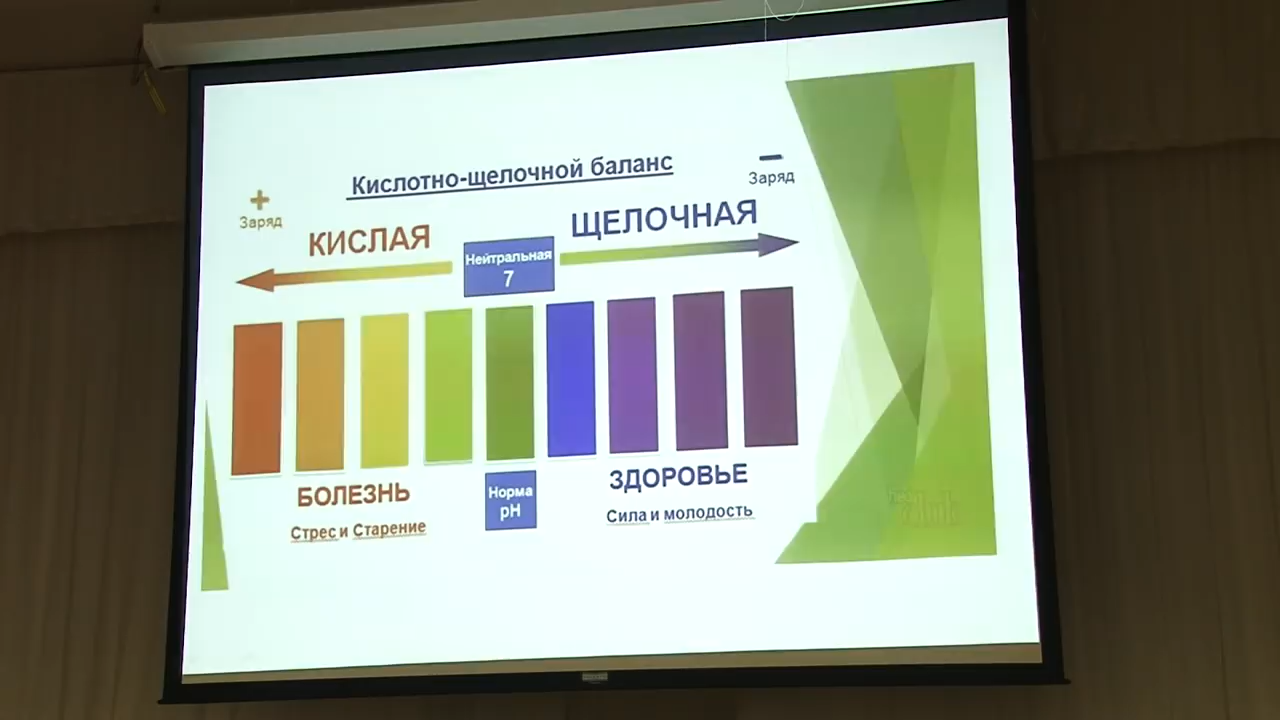 Кислотно-щелочной баланс
+
Заряд
–
Заряд
КИСЛАЯ
Нейтральная
7
ЩЕЛОЧНАЯ
БОЛЕЗНЬ
Стрес и Старение
Норма
pH
ЗДОРОВЬЕ
Сила и молодость